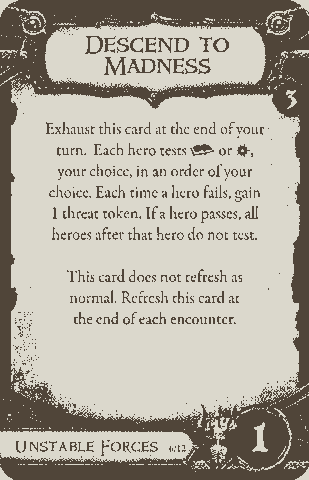 DESCEND TO
MADNESS
3
Exhaust this card at the end of your
turn. Each hero tests or ,
your choice, in an order of your
choice. Each time a hero fails, gain
1 threat token. If a hero passes, all
heroes after that hero do not test.
This card does not refresh as
normal. Refresh this card at
the end of each encounter.
UNSTABLE FORCES
1